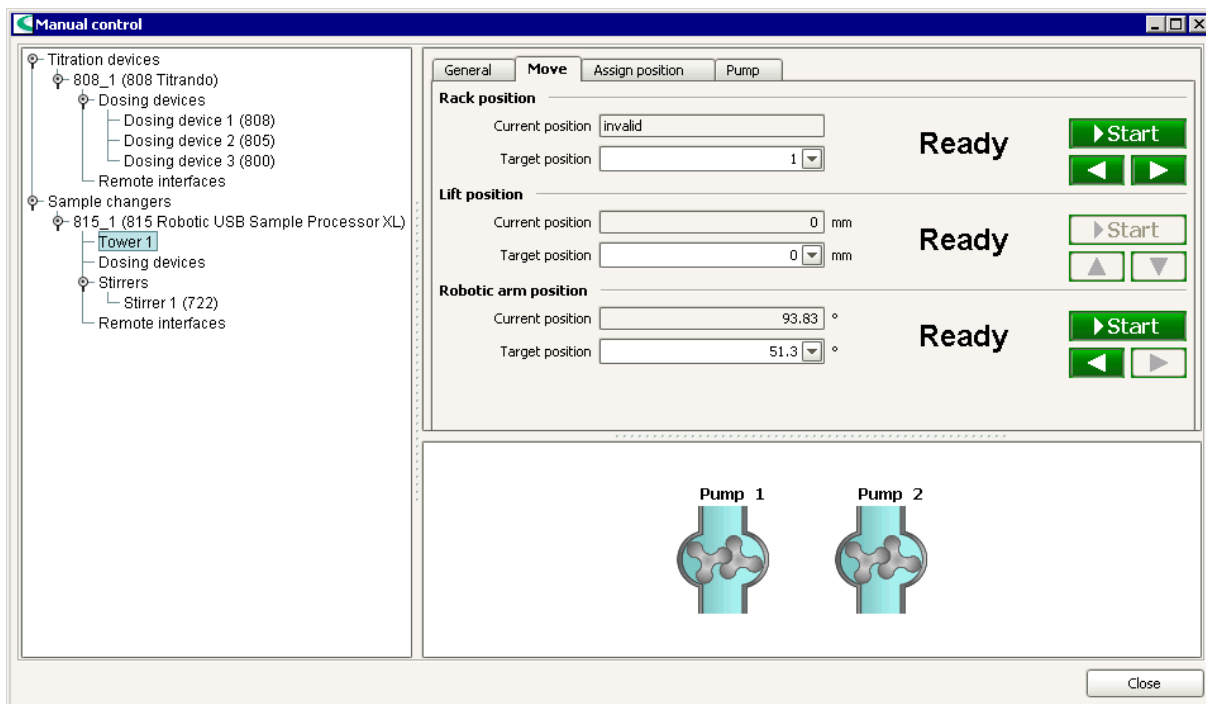 Manual control
Titration devices
808_1 (808 Titrando)
Dosing devices
Dosing device 1 (808)
Dosing device 2 (805)
Dosing device 3 (800)
Remote interfaces
Sample changers
815_1 (815 Robotic USB Sample Processor XL)
Tower 1
Dosing devices
Stirrers
Stirrer 1 (722)
Remote interfaces
General Move Assign position Pump
Rack position
Current position invalid
Target position 1
Ready
Start
Lift position
Current position 0 mm
Target position 0 mm
Ready
Start
Robotic arm position
Current position 93.83 °
Target position 51.3 °
Ready
Start
Pump 1 Pump 2
Close